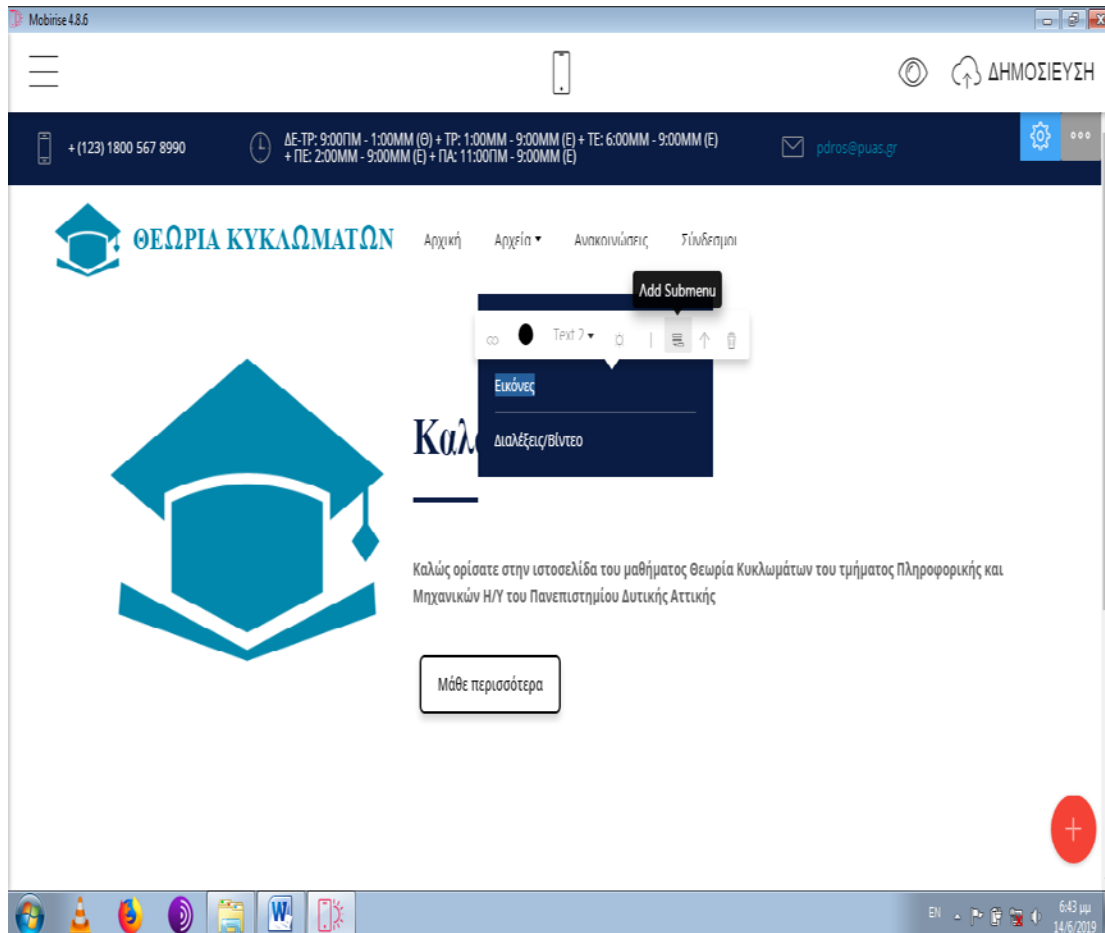 Mobirise 4.8.6
ΔΗΜΟΣΙΕΥΣΗ
+ (123) 1800 567 8990
ΔΕ-ΤΡ: 9:00ΠΜ - 1:00ΜΜ (Θ) + ΤΡ: 1:00ΜΜ - 9:00ΜΜ (Ε) + ΤΕ: 6:00ΜΜ - 9:00ΜΜ (Ε)
+ ΠΕ: 2:00ΜΜ - 9:00ΜΜ (Ε) + ΠΑ: 11:00ΠΜ - 9:00ΜΜ (Ε)
pdros@puas.gr
ΘΕΩΡΙΑ ΚΥΚΛΩΜΑΤΩΝ
Αρχική Αρχεία Ανακοινώσεις Σύνδεσμοι
Add Submenu
Text 2
Εικόνες
Καλ
Διαλέξεις/Βίντεο
Καλώς ορίσατε στην ιστοσελίδα του μαθήματος Θεωρία Κυκλωμάτων του τμήματος Πληροφορικής και
Μηχανικών Η/Υ του Πανεπιστημίου Δυτικής Αττικής
Μάθε περισσότερα
EN
6:43 μμ
14/6/2019